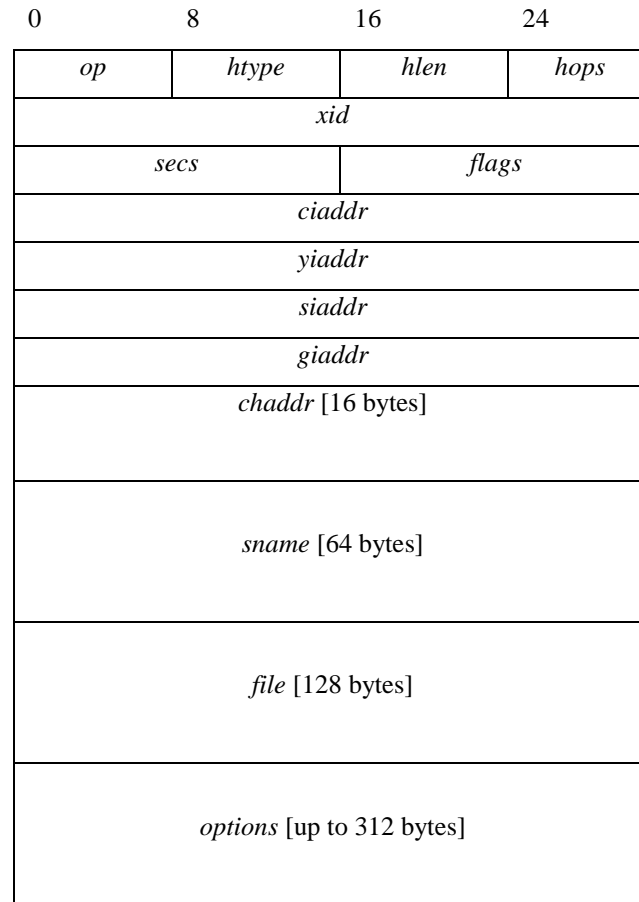 0 8 16 24
op htype hlen hops
xid
secs flags
ciaddr
yiaddr
siaddr
giaddr
chaddr [16 bytes]
sname [64 bytes]
file [128 bytes]
options [up to 312 bytes]